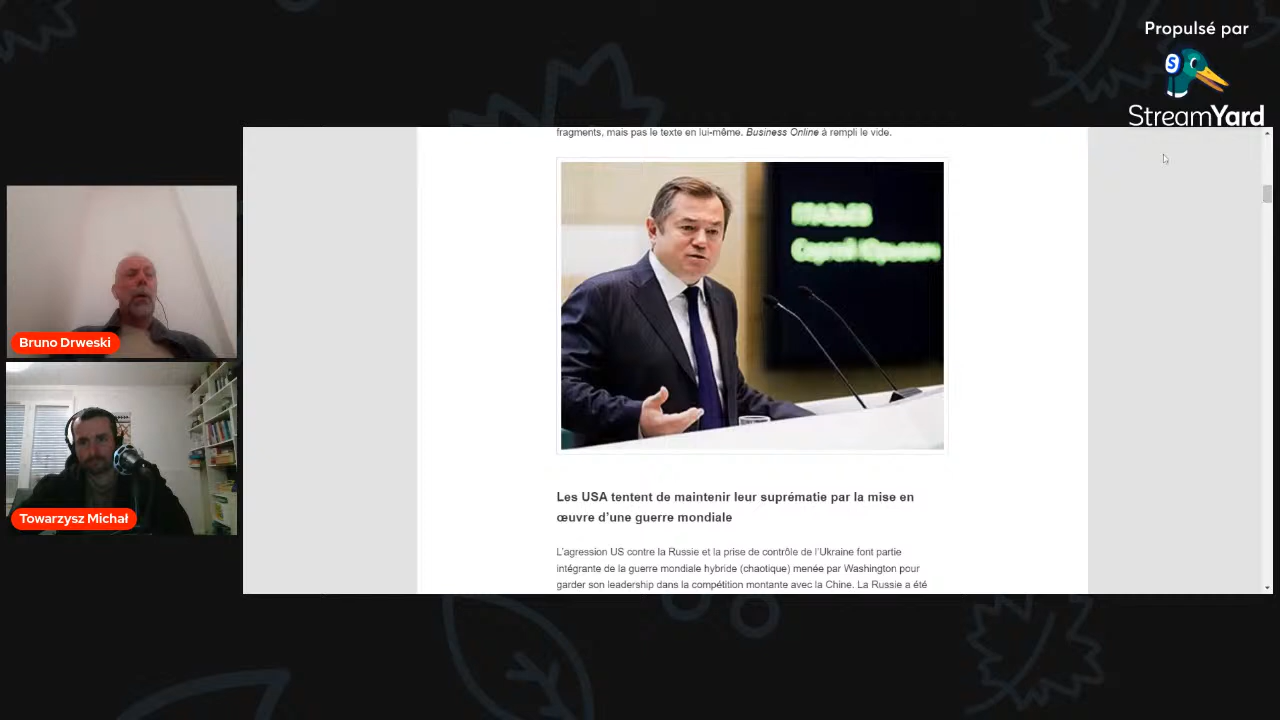 Propulsé par
StreamYard
fragments, mais pas le texte en lui-même. Business Online à rempli le vide.
Сергей Юрьевич
Bruno Drweski
Towarzysz Michał
Les USA tentent de maintenir leur suprématie par la mise en
œuvre d’une guerre mondiale
L’agression US contre la Russie et la prise de contrôle de l’Ukraine font partie
intégrante de la guerre mondiale hybride (chaotique) menée par Washington pour
garder son leadership dans la compétition montante avec la Chine. La Russie a été